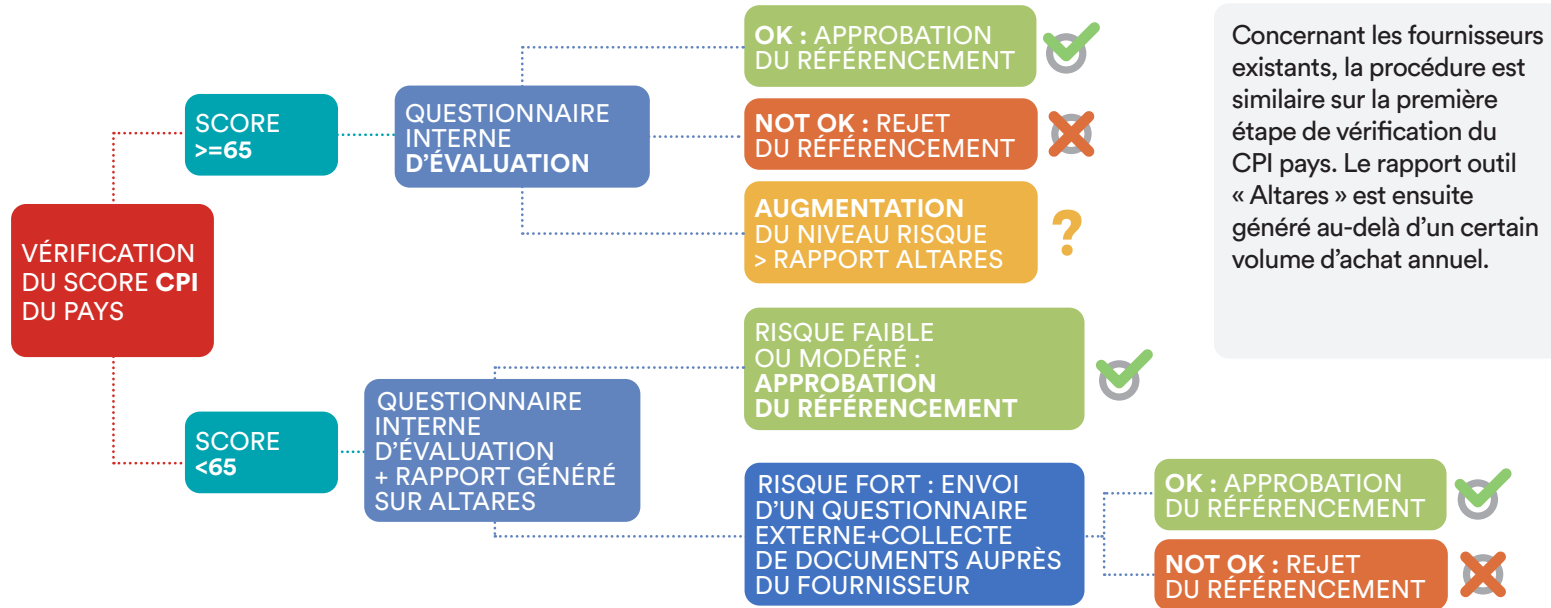 VÉRIFICATION
DU SCORE CPI
DU PAYS
SCORE
>=65
QUESTIONNAIRE
INTERNE
D’ÉVALUATION
OK : APPROBATION
DU RÉFÉRENCEMENT
NOT OK : REJET
DU RÉFÉRENCEMENT
AUGMENTATION
DU NIVEAU RISQUE
> RAPPORT ALTARES
?
SCORE
<65
QUESTIONNAIRE
INTERNE
D’ÉVALUATION
+ RAPPORT GÉNÉRÉ
SUR ALTARES
RISQUE FAIBLE
OU MODÉRÉ :
APPROBATION
DU RÉFÉRENCEMENT
RISQUE FORT : ENVOI
D’UN QUESTIONNAIRE
EXTERNE+COLLECTE
DE DOCUMENTS AUPRÈS
DU FOURNISSEUR
OK : APPROBATION
DU RÉFÉRENCEMENT
NOT OK : REJET
DU RÉFÉRENCEMENT
Concernant les fournisseurs
existants, la procédure est
similaire sur la première
étape de vérification du
CPI pays. Le rapport outil
« Altares » est ensuite
généré au-delà d’un certain
volume d’achat annuel.